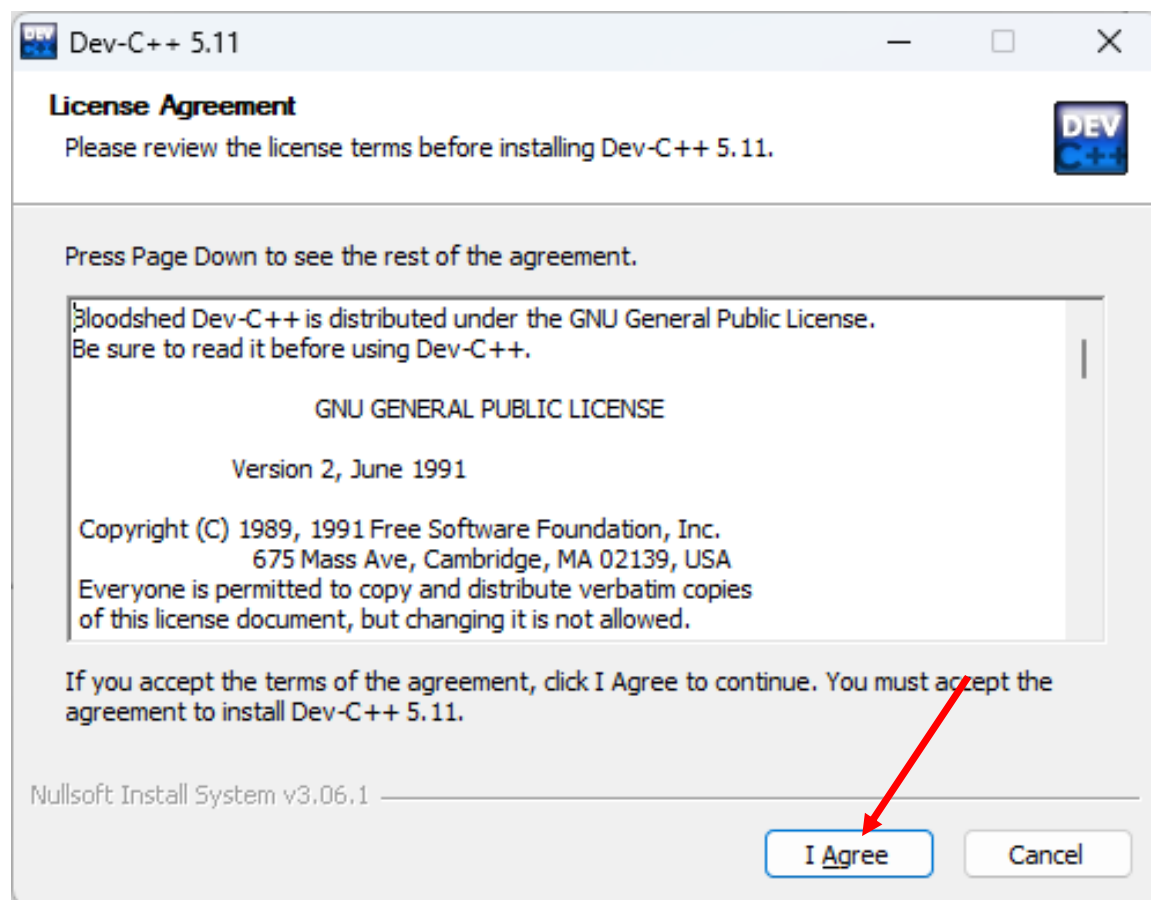 DEV C++ Dev-C++ 5.11
License Agreement
Please review the license terms before installing Dev-C++ 5.11.
DEV
C++
Press Page Down to see the rest of the agreement.
Bloodshed Dev-C++ is distributed under the GNU General Public License.
Be sure to read it before using Dev-C++.
GNU GENERAL PUBLIC LICENSE
Version 2, June 1991
Copyright (C) 1989, 1991 Free Software Foundation, Inc.
675 Mass Ave, Cambridge, MA 02139, USA
Everyone is permitted to copy and distribute verbatim copies
of this license document, but changing it is not allowed.
If you accept the terms of the agreement, click I Agree to continue. You must accept the
agreement to install Dev-C++ 5.11.
Nullsoft Install System v3.06.1
I Agree Cancel